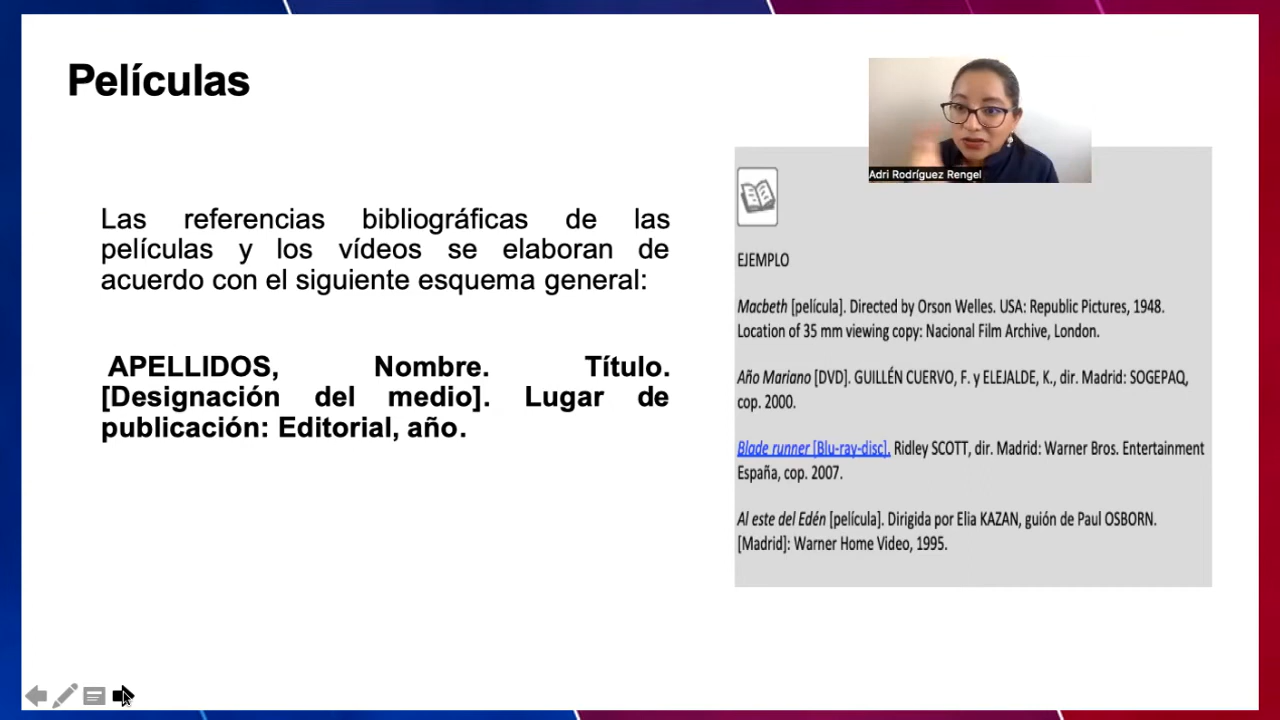 Películas
Adri Rodríguez Rengel
Las referencias bibliográficas de las
películas y los vídeos se elaboran de
acuerdo con el siguiente esquema general:
APELLIDOS, Nombre. Título.
[Designación del medio]. Lugar de
publicación: Editorial, año.
EJEMPLO
Macbeth [película]. Directed by Orson Welles. USA: Republic Pictures, 1948.
Location of 35 mm viewing copy: Nacional Film Archive, London.
Año Mariano [DVD]. GUILLÉN CUERVO, F. y ELEJALDE, K., dir. Madrid: SOGEPAQ,
cop. 2000.
Blade runner [Blu-ray-disc]. Ridley SCOTT, dir. Madrid: Warner Bros. Entertainment
España, cop. 2007.
Al este del Edén [película]. Dirigida por Elia KAZAN, guión de Paul OSBORN.
[Madrid]: Warner Home Video, 1995.